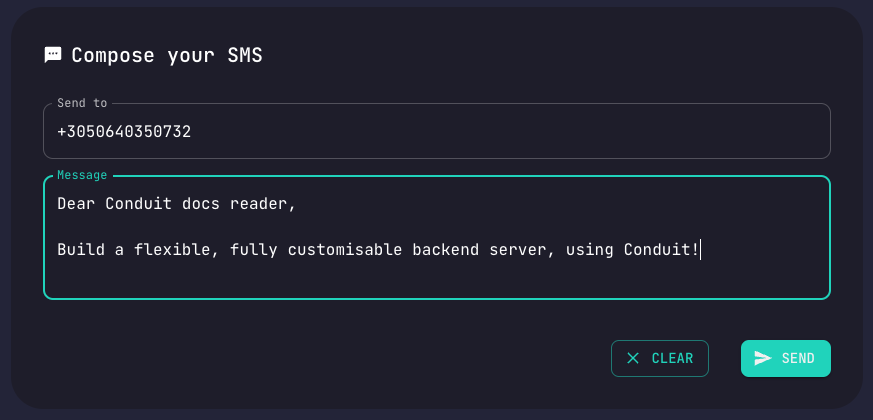 Compose your SMS
Send to
+3050640350732
Message
Dear Conduit docs reader,
Build a flexible, fully customisable backend server, using Conduit!
CLEAR
SEND